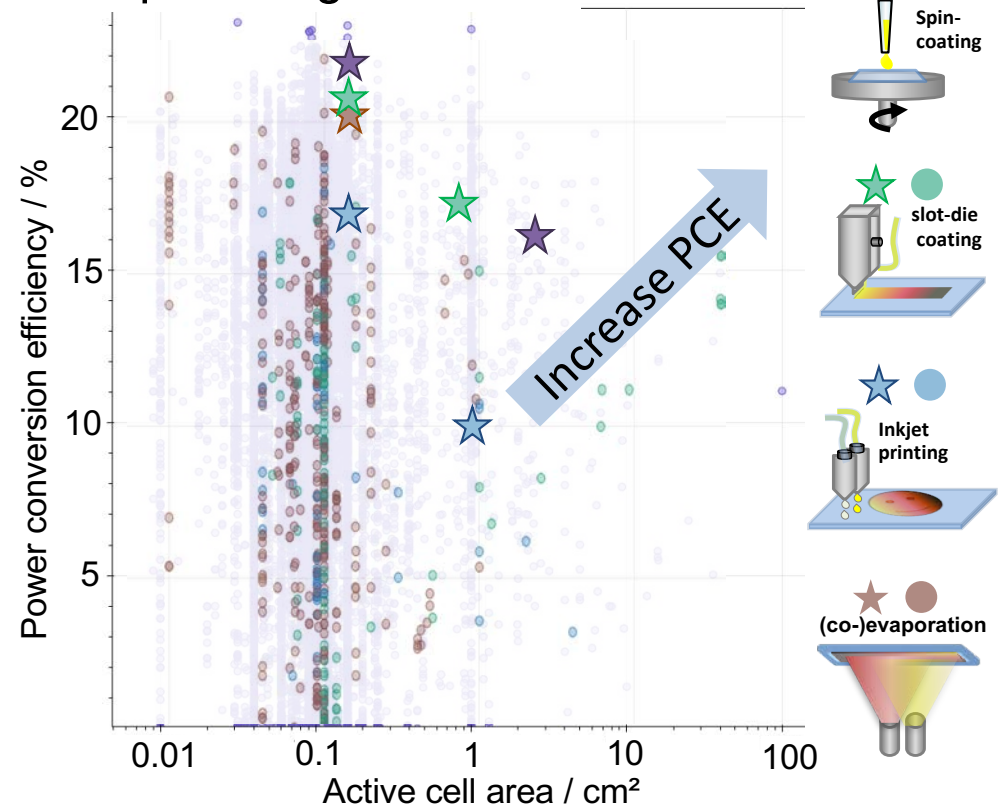 Power conversion efficiency / %
20
15
10
5
0.01
0.1
1
10
100
Active cell area / cm²
Increase PCE
Spin-
coating
slot-die
coating
Inkjet
printing
(co-)evaporation